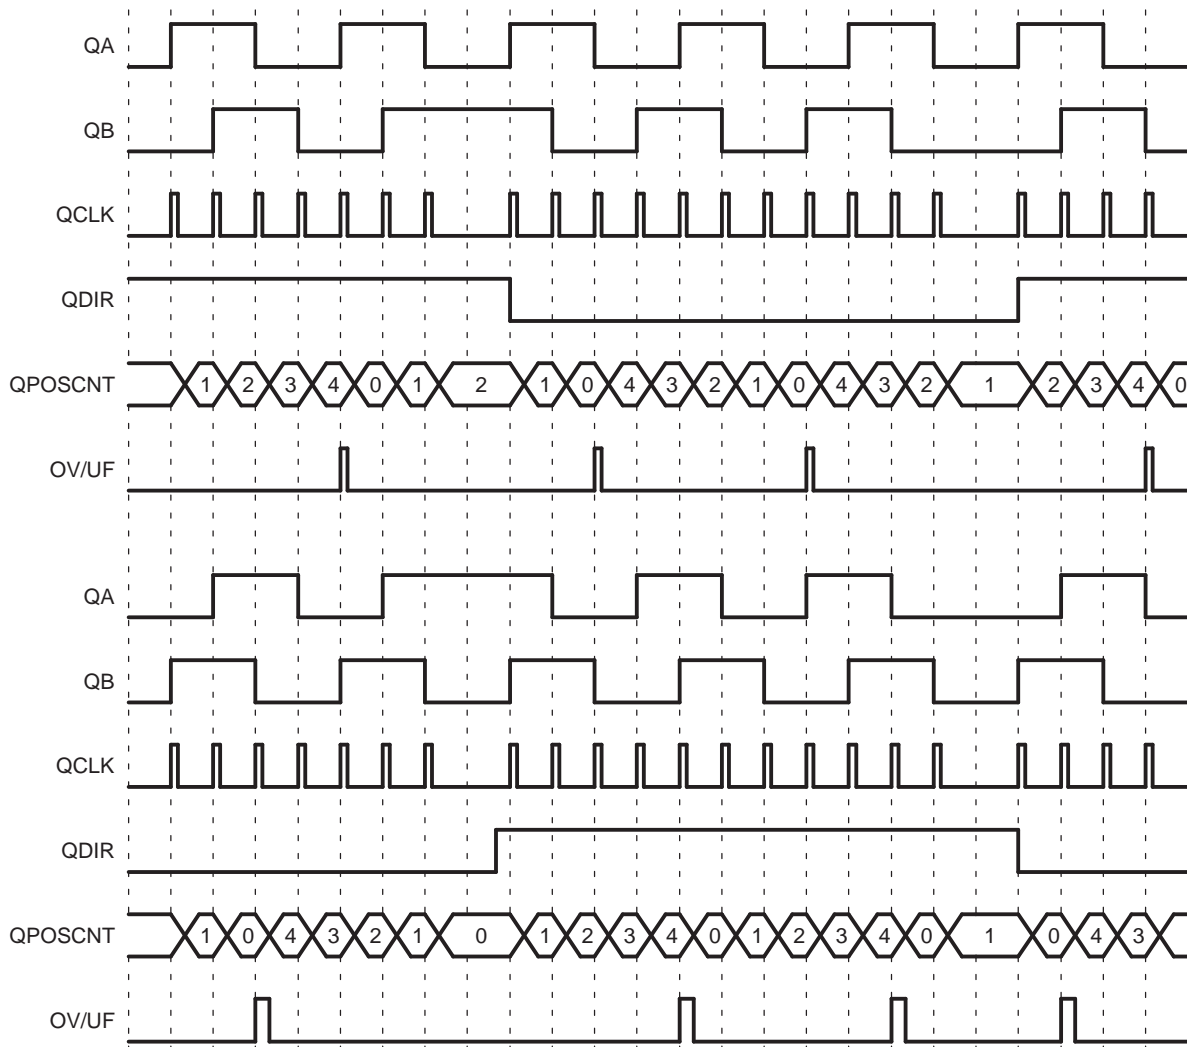 QA
QB
QCLK
QDIR
QPOSCNT 1 2 3 4 0 1 2 1 0 4 3 2 1 0 4 3 2 1 2 3 4 0
OV/UF
QA
QB
QCLK
QDIR
QPOSCNT 1 0 4 3 2 1 0 1 2 3 4 0 1 2 3 4 0 1 0 4 3
OV/UF